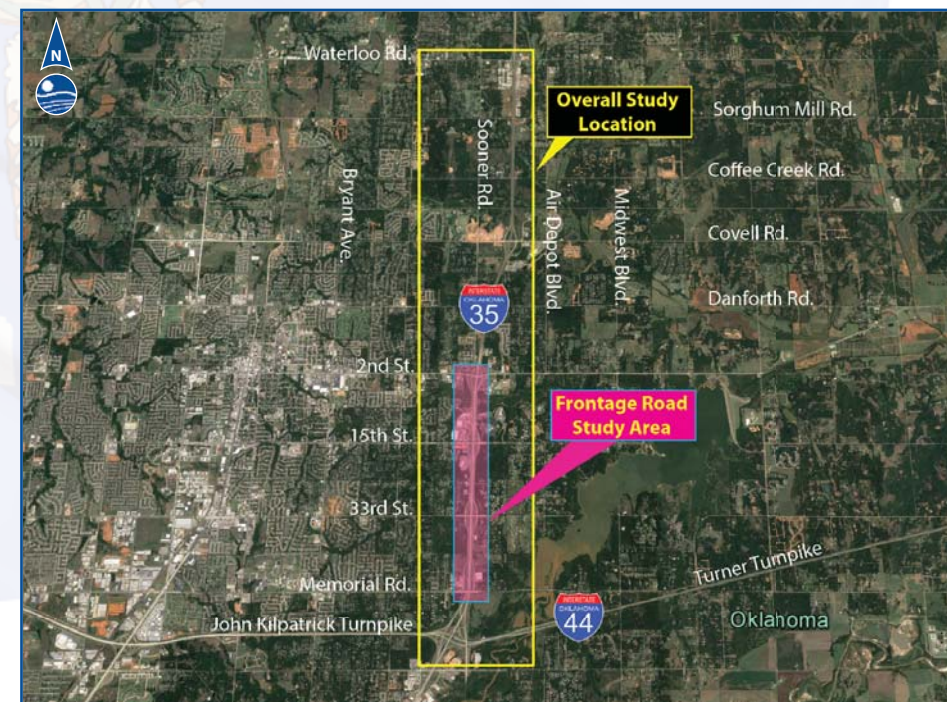 N
Waterloo Rd.
Overall Study
Location
Sorghum Mill Rd.
Sooner Rd.
Coffee Creek Rd.
Bryant Ave.
Air Depot Blvd.
Midwest Blvd.
Covell Rd.
INTERSTATE
OKLAHOMA
35
Danforth Rd.
2nd St.
Frontage Road
Study Area
15th St.
33rd St.
Turner Turnpike
Memorial Rd.
INTERSTATE
OKLAHOMA
44
John Kilpatrick Turnpike
Oklahoma